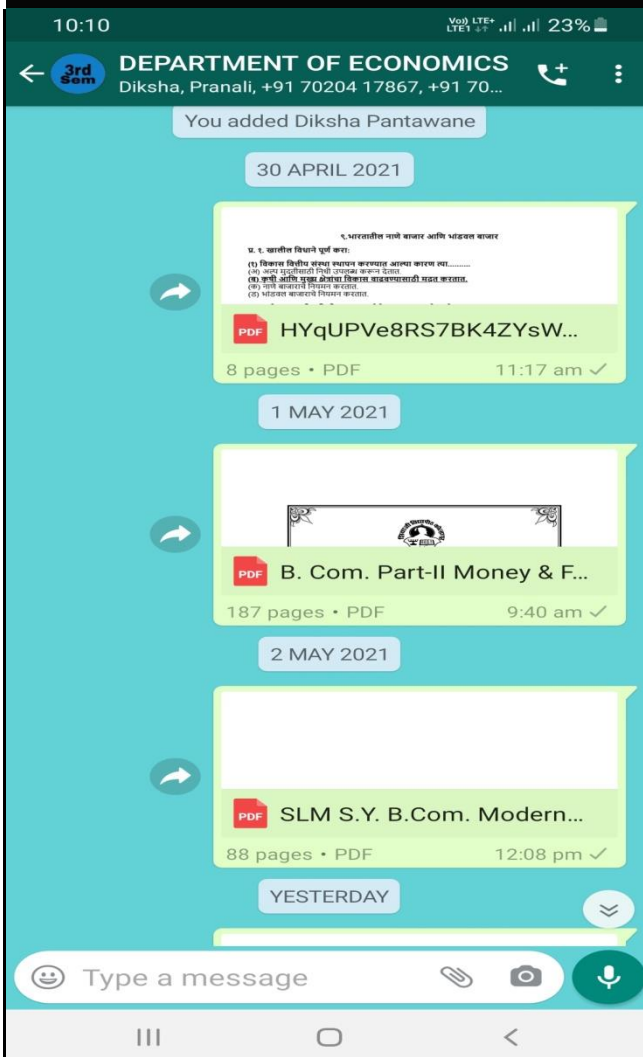 10:10
Vo)) LTE+
LTE1 23%
3rd
Sem
DEPARTMENT OF ECONOMICS
Diksha, Pranali, +91 70204 17867, +91 70...
You added Diksha Pantawane
30 APRIL 2021
९.भारतातील नाणे बाजार आणि भांडवल बाजार
प्र. १. खालील विधाने पूर्ण करा:
(१) विकास वित्तीय संस्था स्थापन करण्यात आल्या कारण त्या..........
(अ) अल्प मुदतीसाठी निधी उपलब्ध करून देतात.
(ब) कृषी आणि मुख्य क्षेत्रांचा विकास वाढवण्यासाठी मदत करतात.
(क) नाणे बाजाराचे नियमन करतात.
(ड) भांडवल बाजाराचे नियमन करतात.
PDF HYqUPVe8RS7BK4ZYsW...
8 pages • PDF 11:17 am
1 MAY 2021
PDF B. Com. Part-II Money & F...
187 pages • PDF 9:40 am
2 MAY 2021
PDF SLM S.Y. B.Com. Modern...
88 pages • PDF 12:08 pm
YESTERDAY
Type a message